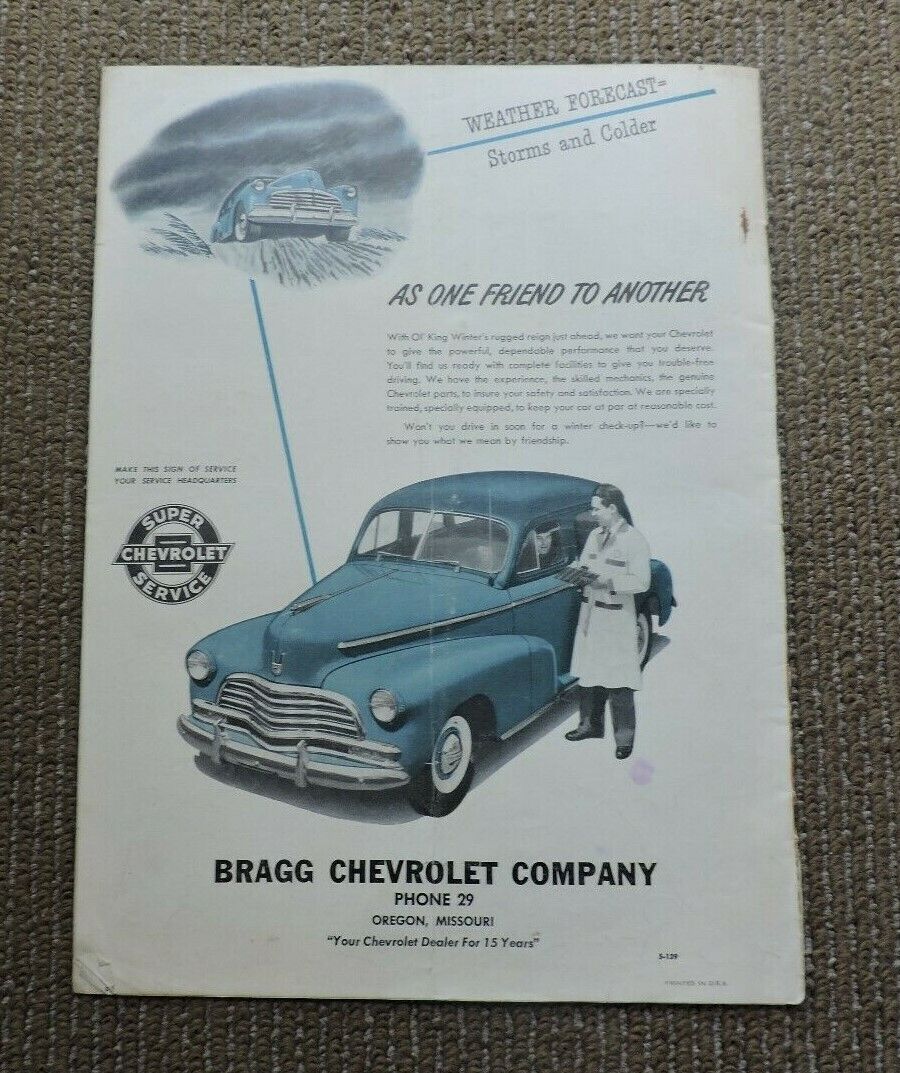 WEATHER FORECAST=
Storms and Colder
AS ONE FRIEND TO ANOTHER
With Ol' King Winter's rugged reign just ahead, we want your Chevrolet
to give the powerful, dependable performance that you deserve.
You'll find us ready with complete facilities to give you trouble-free
driving. We have the experience, the skilled mechanics, the genuine
Chevrolet parts, to insure your safety and satisfaction. We are specially
trained, specially equipped, to keep your car at par at reasonable cost.
Won't you drive in soon for a winter check-up?—we'd like to
show you what we mean by friendship.
MAKE THIS SIGN OF SERVICE
YOUR SERVICE HEADQUARTERS
SUPER
CHEVROLET
SERVICE
BRAGG CHEVROLET COMPANY
PHONE 29
OREGON, MISSOURI
"Your Chevrolet Dealer For 15 Years"
S-129
PRINTED IN U.S.A.